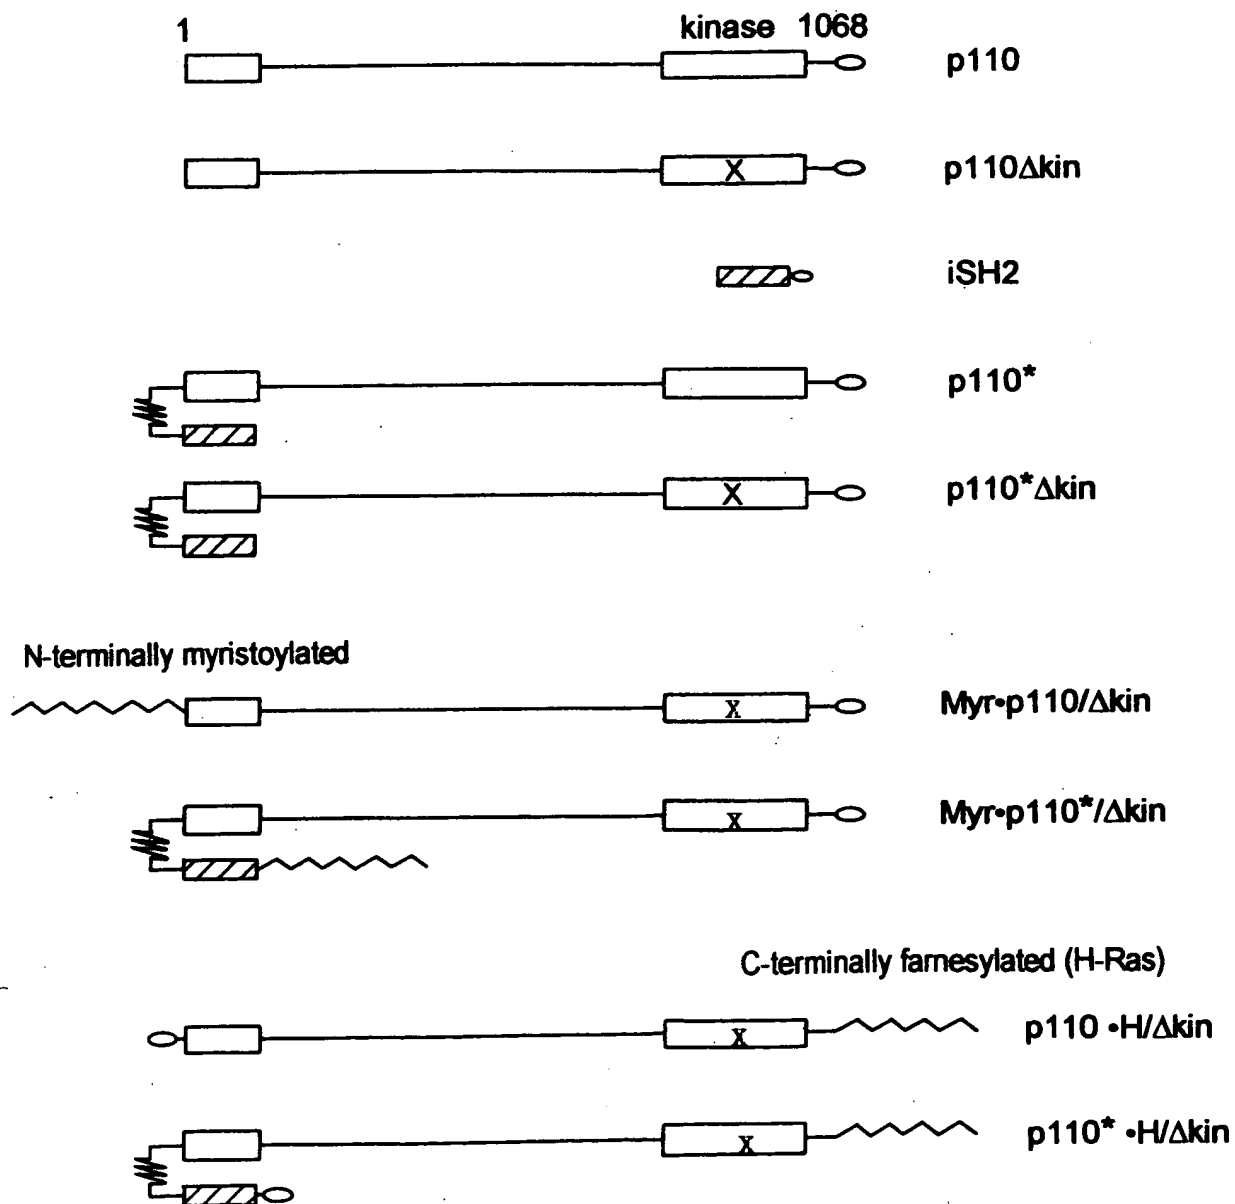 1 kinase 1068
p110
X p110Δkin
iSH2
p110*
X p110*Δkin
N-terminally myristoylated
X Myr•p110/Δkin
X Myr•p110*/Δkin
C-terminally farnesylated (H-Ras)
X p110 •H/Δkin
X p110* •H/Δkin